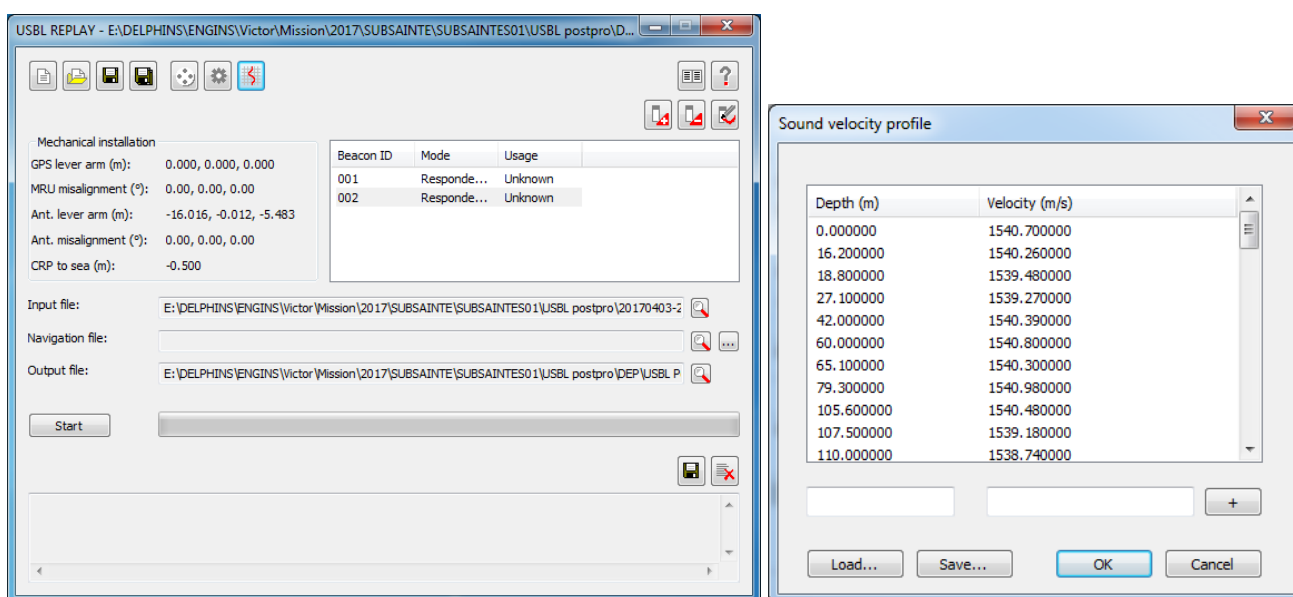 USBL REPLAY - E:\DELPHINS\ENGINS\Victor\Mission\2017\SUBSAINTE\SUBSAINTES01\USBL postpro\D...
Mechanical installation
GPS lever arm (m): 0.000, 0.000, 0.000
MRU misalignment (°): 0.00, 0.00, 0.00
Ant. lever arm (m): -16.016, -0.012, -5.483
Ant. misalignment (°): 0.00, 0.00, 0.00
CRP to sea (m): -0.500
Beacon ID Mode Usage
001 Responde... Unknown
002 Responde... Unknown
Input file: E:\DELPHINS\ENGINS\Victor\Mission\2017\SUBSAINTE\SUBSAINTES01\USBL postpro\20170403-2
Navigation file:
...
Output file: E:\DELPHINS\ENGINS\Victor\Mission\2017\SUBSAINTE\SUBSAINTES01\USBL postpro\DEP\USBL P
Start
Sound velocity profile
Depth (m) Velocity (m/s)
0.000000 1540.700000
16.200000 1540.260000
18.800000 1539.480000
27.100000 1539.270000
42.000000 1540.390000
60.000000 1540.800000
65.100000 1540.300000
79.300000 1540.980000
105.600000 1540.480000
107.500000 1539.180000
110.000000 1538.740000
+
Load... Save... OK Cancel